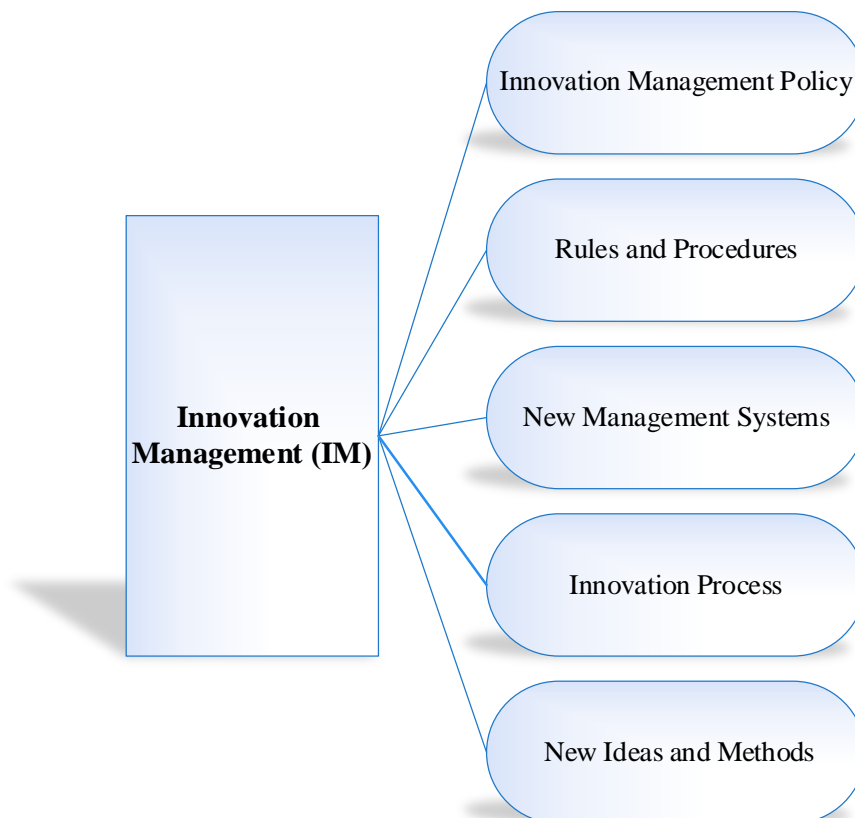 Innovation Management Policy
Rules and Procedures
Innovation
Management (IM)
New Management Systems
Innovation Process
New Ideas and Methods